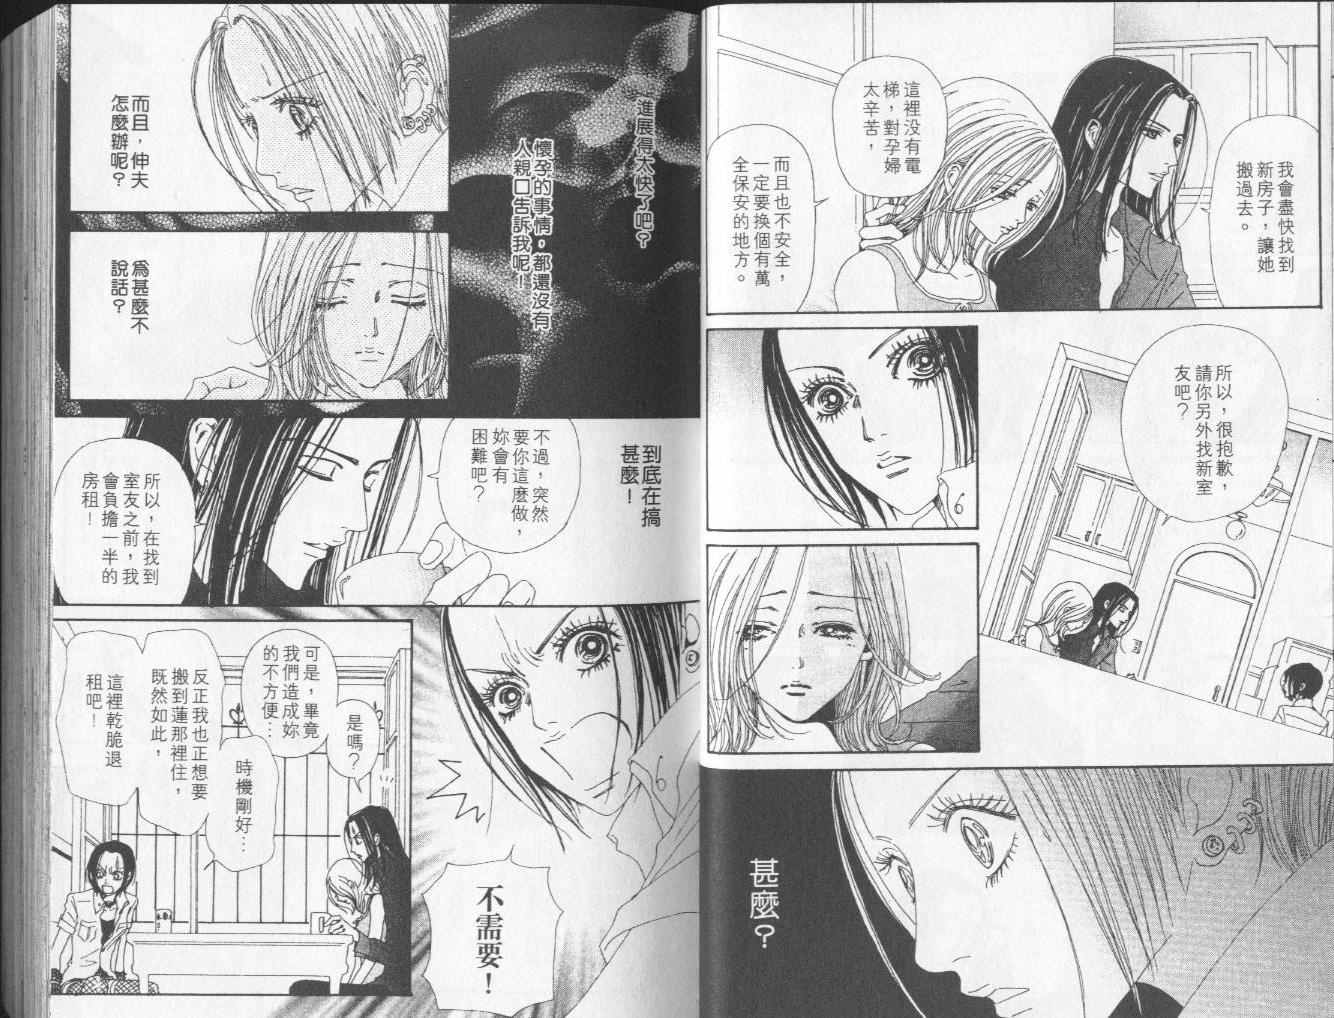 我會盡快找到
新房子，讓她
搬過去。
這裡沒有電
梯，對孕婦
太辛苦，
而且也不安全，
一定要換個有萬
全保安的地方。
所以，很抱歉，
請你另外找新室
友吧？
甚麼？
進展得太快了吧？
懷孕的事情，都還沒有
人親口告訴我呢！
而且，伸夫
怎麼辦呢？
為甚麼不
說話？
到底在搞
甚麼！
不過，突然
要你這麼做，
妳會有
困難吧？
所以，在找到
室友之前，我
會負擔一半的
房租！
不需要！
是嗎？
可是，畢竟
我們造成妳
的不方便…
時機剛好…
反正我也正想要
搬到蓮那裡住，
既然如此，
這裡乾脆退
租吧！